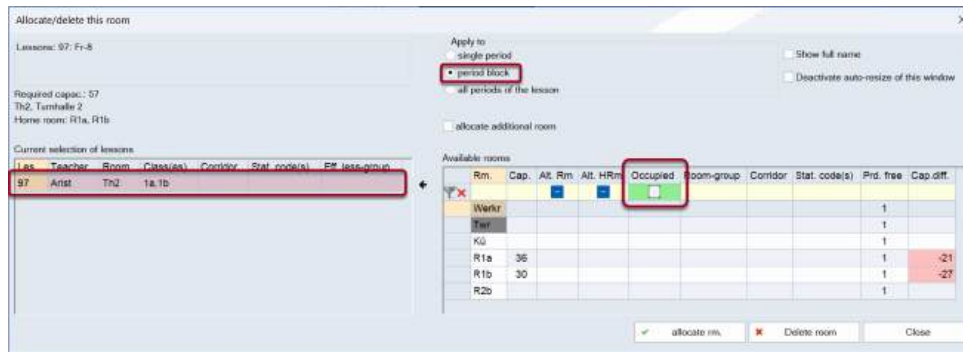 Allocate/delete this room
Lessons: 97: Fr-8
Required capac.: 57
Th2, Turnhalle 2
Home room: R1a, R1b
Apply to
single period
period block
all periods of the lesson
allocate additional room
Show full name
Deactivate auto-resize of this window
Current selection of lessons
Les. Teacher Room Class(es) Corridor Stat. code(s) Eff. less-group
97 Arist Th2 1a,1b
Available rooms
Rm. Cap. Alt. Rm Alt. HRm Occupied Room-group Corridor Stat. code(s) Prd. free Cap.diff.
Werkr 1
Twr 1
Kü 1
R1a 36 1 -21
R1b 30 1 -27
R2b 1
allocate rm. Delete room Close